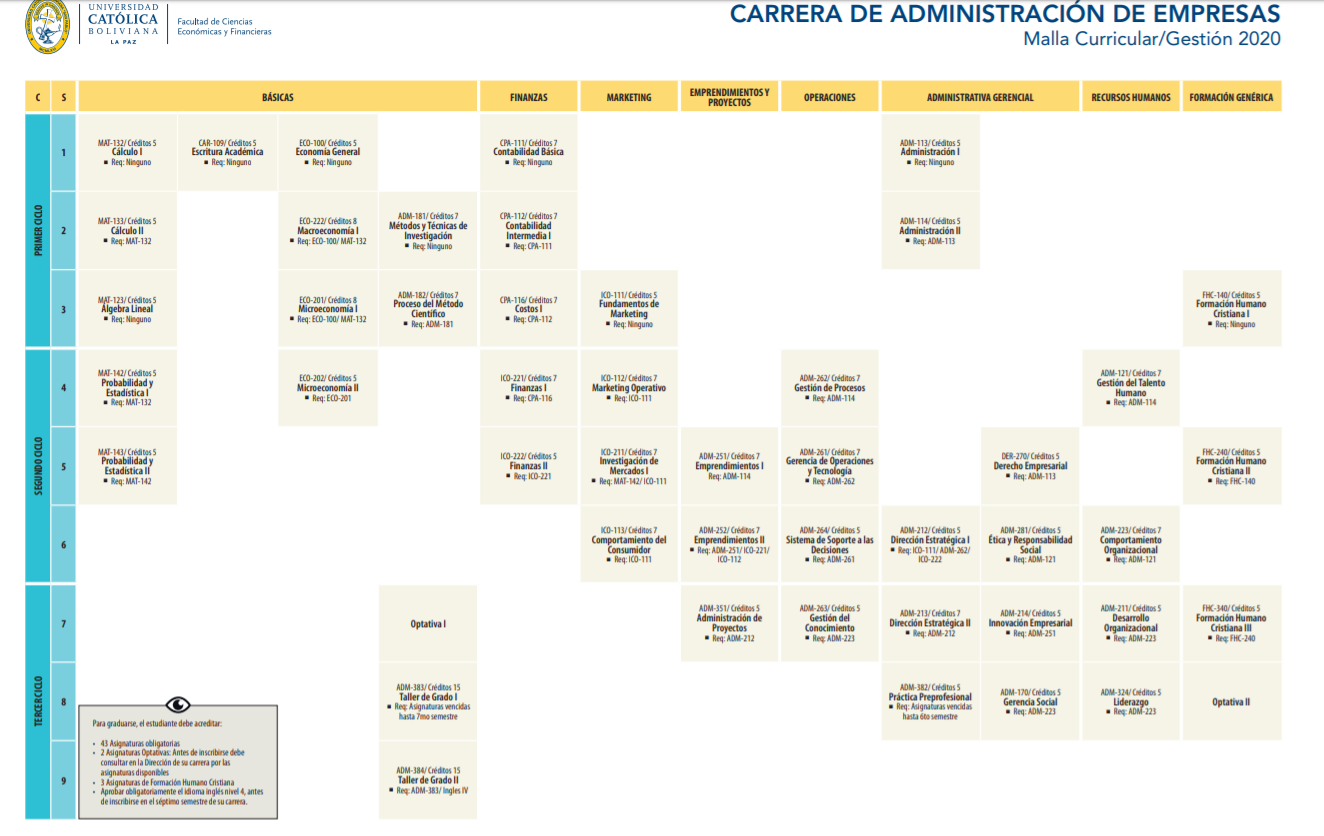 UNIVERSIDAD
CATÓLICA
BOLIVIANA
LA PAZ
Facultad de Ciencias
Económicas y Financieras
CARRERA DE ADMINISTRACIÓN DE EMPRESAS
Malla Curricular/Gestión 2020
C
S
BÁSICAS
FINANZAS
MARKETING
EMPRENDIMIENTOS Y
PROYECTOS
OPERACIONES
ADMINISTRATIVA GERENCIAL
RECURSOS HUMANOS
FORMACIÓN GENÉRICA
PRIMER CICLO
1
MAT-132/ Créditos 5
Cálculo I
▪ Req: Ninguno
CAR-109/Créditos 5
Escritura Académica
▪ Req: Ninguno
ECO-100/ Créditos 5
Economía General
▪ Req: Ninguno
CPA-111/ Créditos 7
Contabilidad Básica
▪ Req: Ninguno
ADM-113/Créditos 5
Administración I
▪ Req: Ninguno
2
MAT-133/ Créditos 5
Cálculo II
▪ Req: MAT-132
ECO-222/ Créditos 8
Macroeconomía I
▪ Req: ECO-100/ MAT-132
ADM-181/ Créditos 7
Métodos y Técnicas de
Investigación
▪ Req: Ninguno
CPA-112/ Créditos 7
Contabilidad
Intermedia I
▪ Req: CPA-111
ADM-114/ Créditos 5
Administración II
▪ Req: ADM-113
3
MAT-123/ Créditos 5
Álgebra Lineal
▪ Req: Ninguno
ECO-201/ Créditos 8
Microeconomía I
▪ Req: ECO-100/ MAT-132
ADM-182/ Créditos 7
Proceso del Método
Científico
▪ Req: ADM-181
CPA-116/ Créditos 7
Costos I
▪ Req: CPA-112
ICO-111/ Créditos 5
Fundamentos de
Marketing
▪ Req: Ninguno
FHC-140/ Créditos 5
Formación Humano
Cristiana I
▪ Req: Ninguno
SEGUNDO CICLO
4
MAT-142/ Créditos 5
Probabilidad y
Estadística I
▪ Req: MAT-132
ECO-202/ Créditos 5
Microeconomía II
▪ Req: ECO-201
ICO-221/ Créditos 7
Finanzas I
▪ Req: CPA-116
ICO-112/ Créditos 7
Marketing Operativo
▪ Req: ICO-111
ADM-262/ Créditos 7
Gestión de Procesos
▪ Req: ADM-114
ADM-121/ Créditos 7
Gestión del Talento
Humano
▪ Req: ADM-114
5
MAT-143/ Créditos 5
Probabilidad y
Estadística II
▪ Req: MAT-142
ICO-222/ Créditos 5
Finanzas II
▪ Req: ICO-221
ICO-211/ Créditos 7
Investigación de
Mercados I
▪ Req: MAT-142/ ICO-111
ADM-251/ Créditos 7
Emprendimientos I
Req: ADM-114
ADM-261/ Créditos 7
Gerencia de Operaciones
y Tecnología
▪ Req: ADM-262
DER-270/ Créditos 5
Derecho Empresarial
▪ Req: ADM-113
FHC-240/ Créditos 5
Formación Humano
Cristiana II
▪ Req: FHC-140
6
ICO-113/ Créditos 7
Comportamiento del
Consumidor
▪ Req: ICO-111
ADM-252/ Créditos 7
Emprendimientos II
▪ Req: ADM-251/ ICO-221/
ICO-112
ADM-264/ Créditos 5
Sistema de Soporte a las
Decisiones
▪ Req: ADM-261
ADM-212/ Créditos 5
Dirección Estratégica I
▪ Req: ICO-111/ ADM-262/
ICO-222
ADM-281/ Créditos 5
Ética y Responsabilidad
Social
▪ Req: ADM-121
ADM-223/ Créditos 7
Comportamiento
Organizacional
▪ Req: ADM-121
TERCER CICLO
7
Optativa I
ADM-351/ Créditos 5
Administración de
Proyectos
▪ Req: ADM-212
ADM-263/ Créditos 5
Gestión del
Conocimiento
▪ Req: ADM-223
ADM-213/ Créditos 7
Dirección Estratégica II
▪ Req: ADM-212
ADM-214/ Créditos 5
Innovación Empresarial
▪ Req: ADM-251
ADM-211/ Créditos 5
Desarrollo
Organizacional
▪ Req: ADM-223
FHC-340/ Créditos 5
Formación Humano
Cristiana III
▪ Req: FHC-240
8
ADM-383/ Créditos 15
Taller de Grado I
▪ Req: Asignaturas vencidas
hasta 7mo semestre
ADM-382/ Créditos 5
Práctica Preprofesional
▪ Req: Asignaturas vencidas
hasta 6to semestre
ADM-170/ Créditos 5
Gerencia Social
▪ Req: ADM-223
ADM-324/ Créditos 5
Liderazgo
▪ Req: ADM-223
Optativa II
9
ADM-384/ Créditos 15
Taller de Grado II
▪ Req: ADM-383/ Ingles IV
Para graduarse, el estudiante debe acreditar:
• 43 Asignaturas obligatorias
• 2 Asignaturas Optativas: Antes de inscribirse debe
consultar en la Dirección de su carrera por las
asignaturas disponibles
• 3 Asignaturas de Formación Humano Cristiana
• Aprobar obligatoriamente el idioma inglés nivel 4, antes
de inscribirse en el séptimo semestre de su carrera.